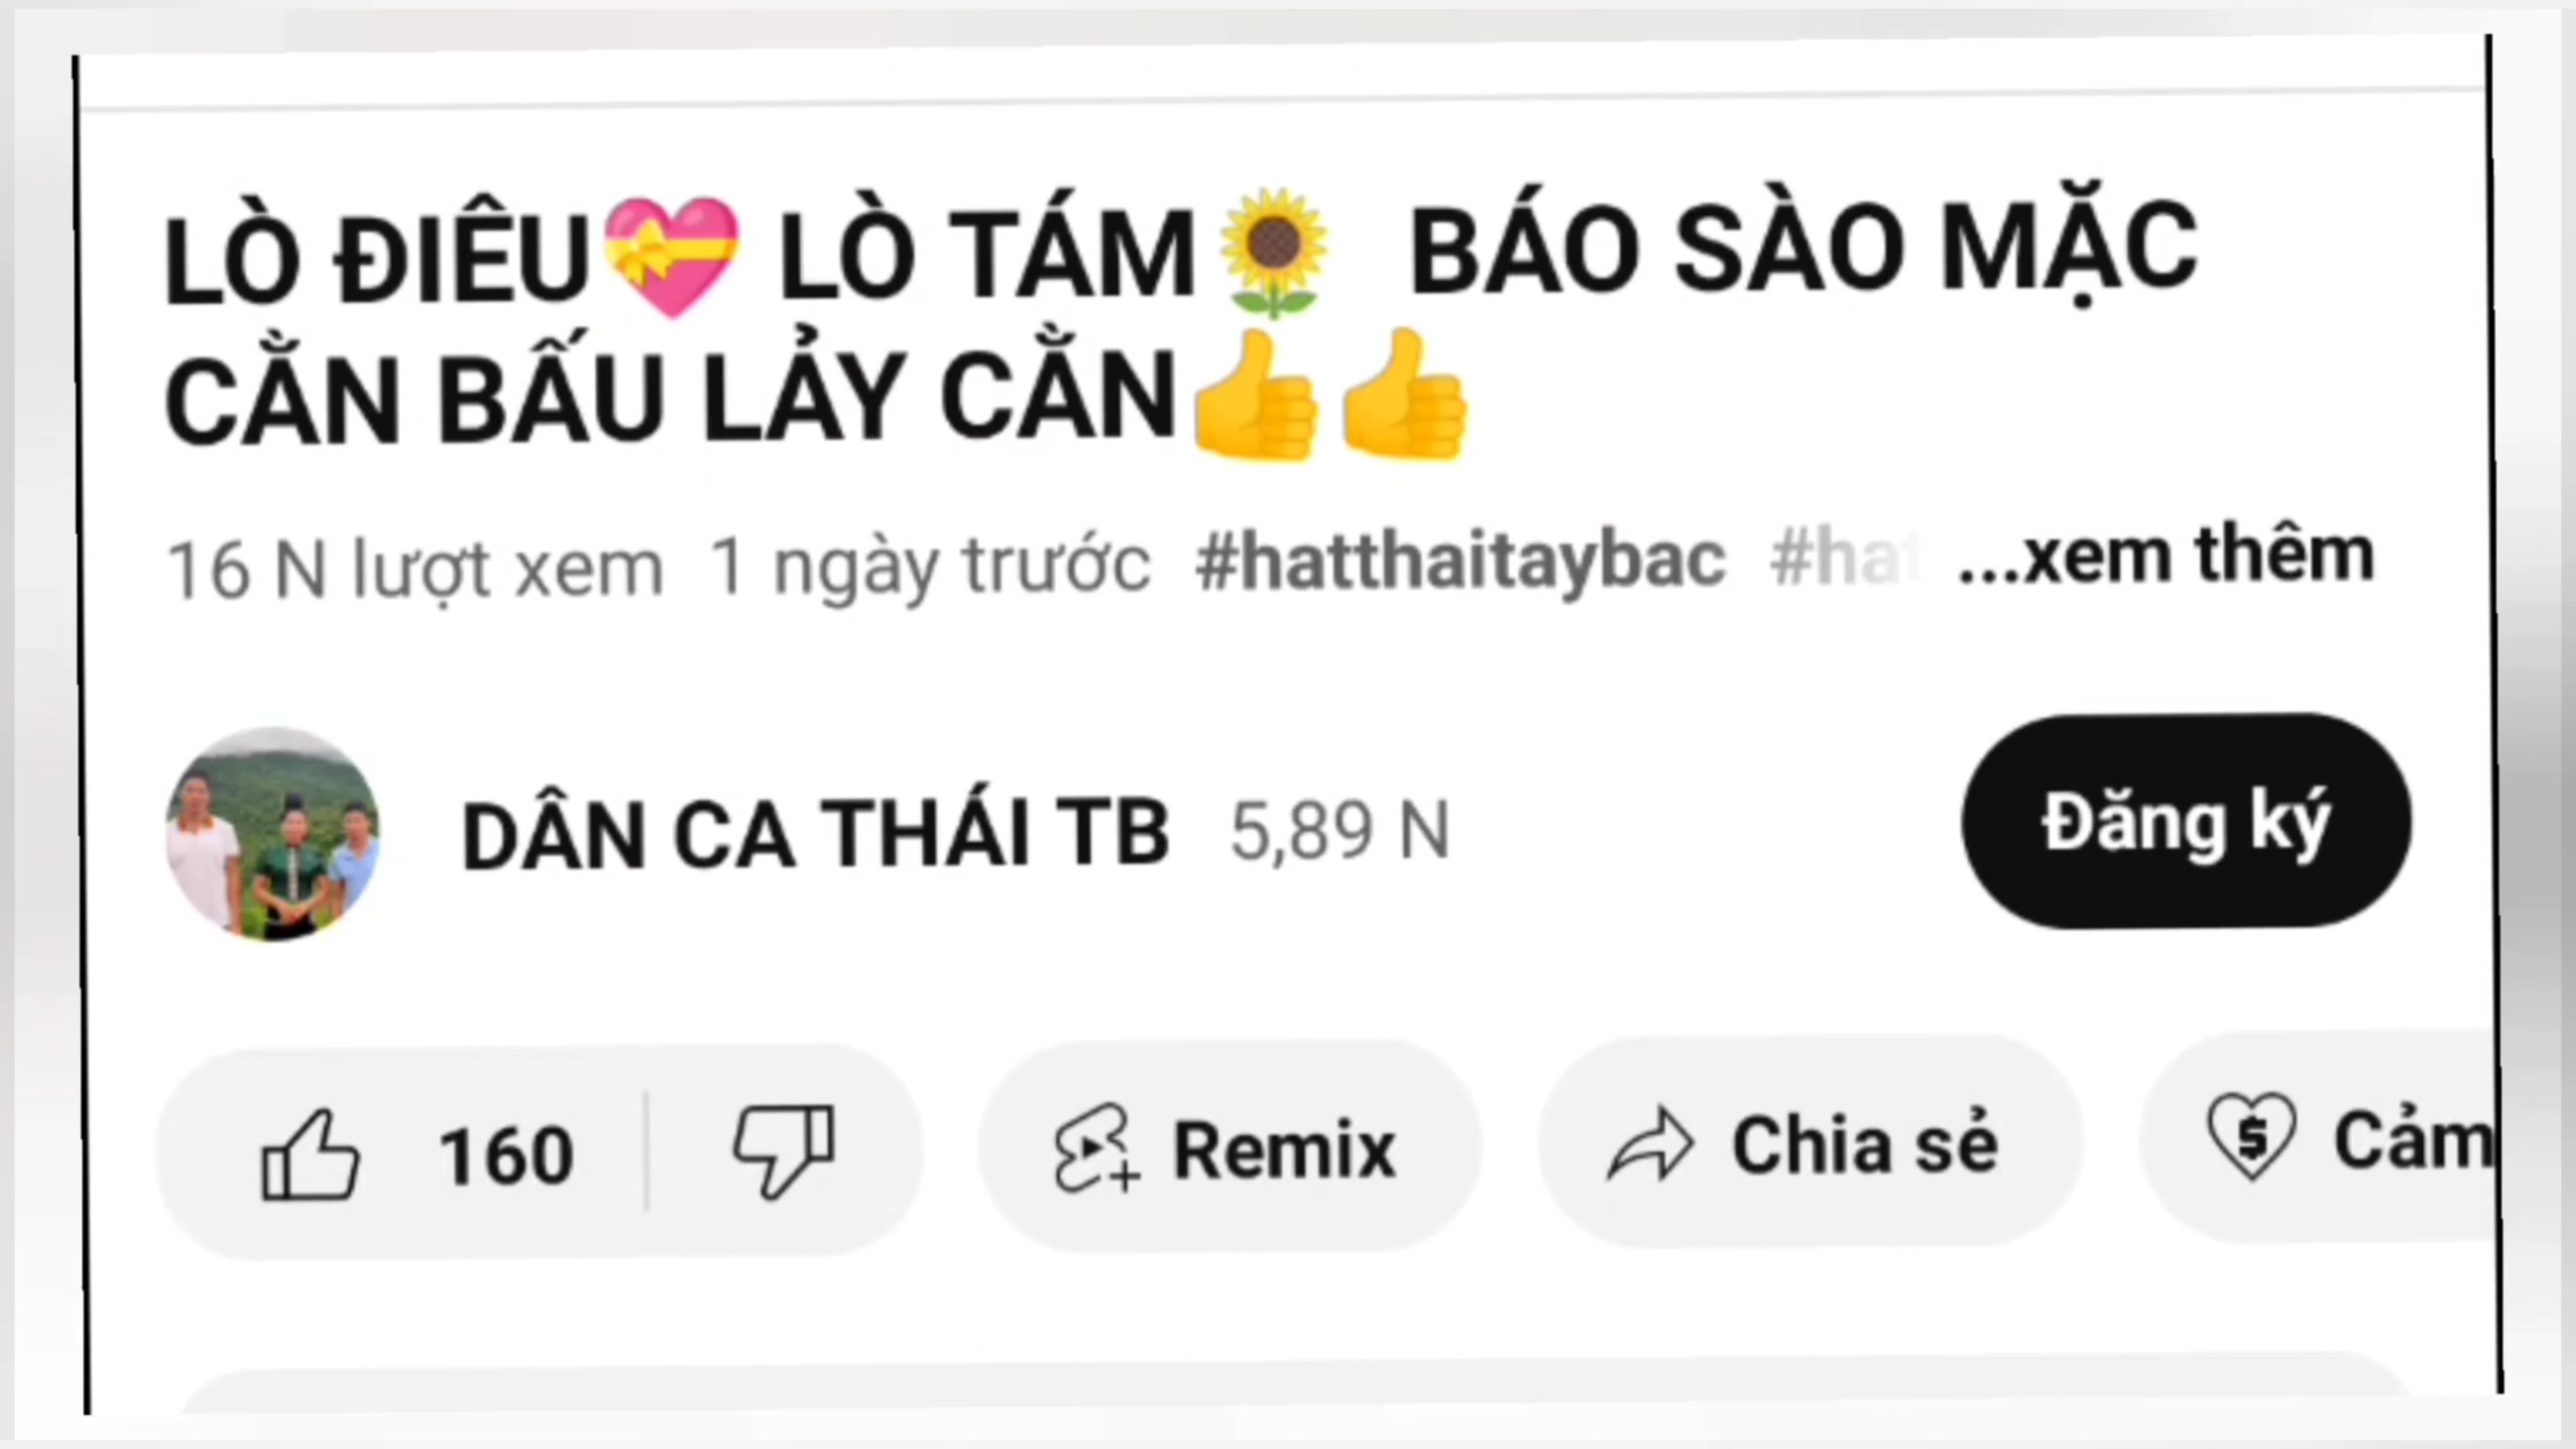 LÒ ĐIÊU💝 LÒ TÁM🌻 BÁO SÀO MẶC
CẰN BẤU LẢY CẰN👍👍
16 N lượt xem 1 ngày trước #hatthaitaybac #hat ...xem thêm
DÂN CA THÁI TB 5,89 N Đăng ký
160 Remix Chia sẻ Cảm